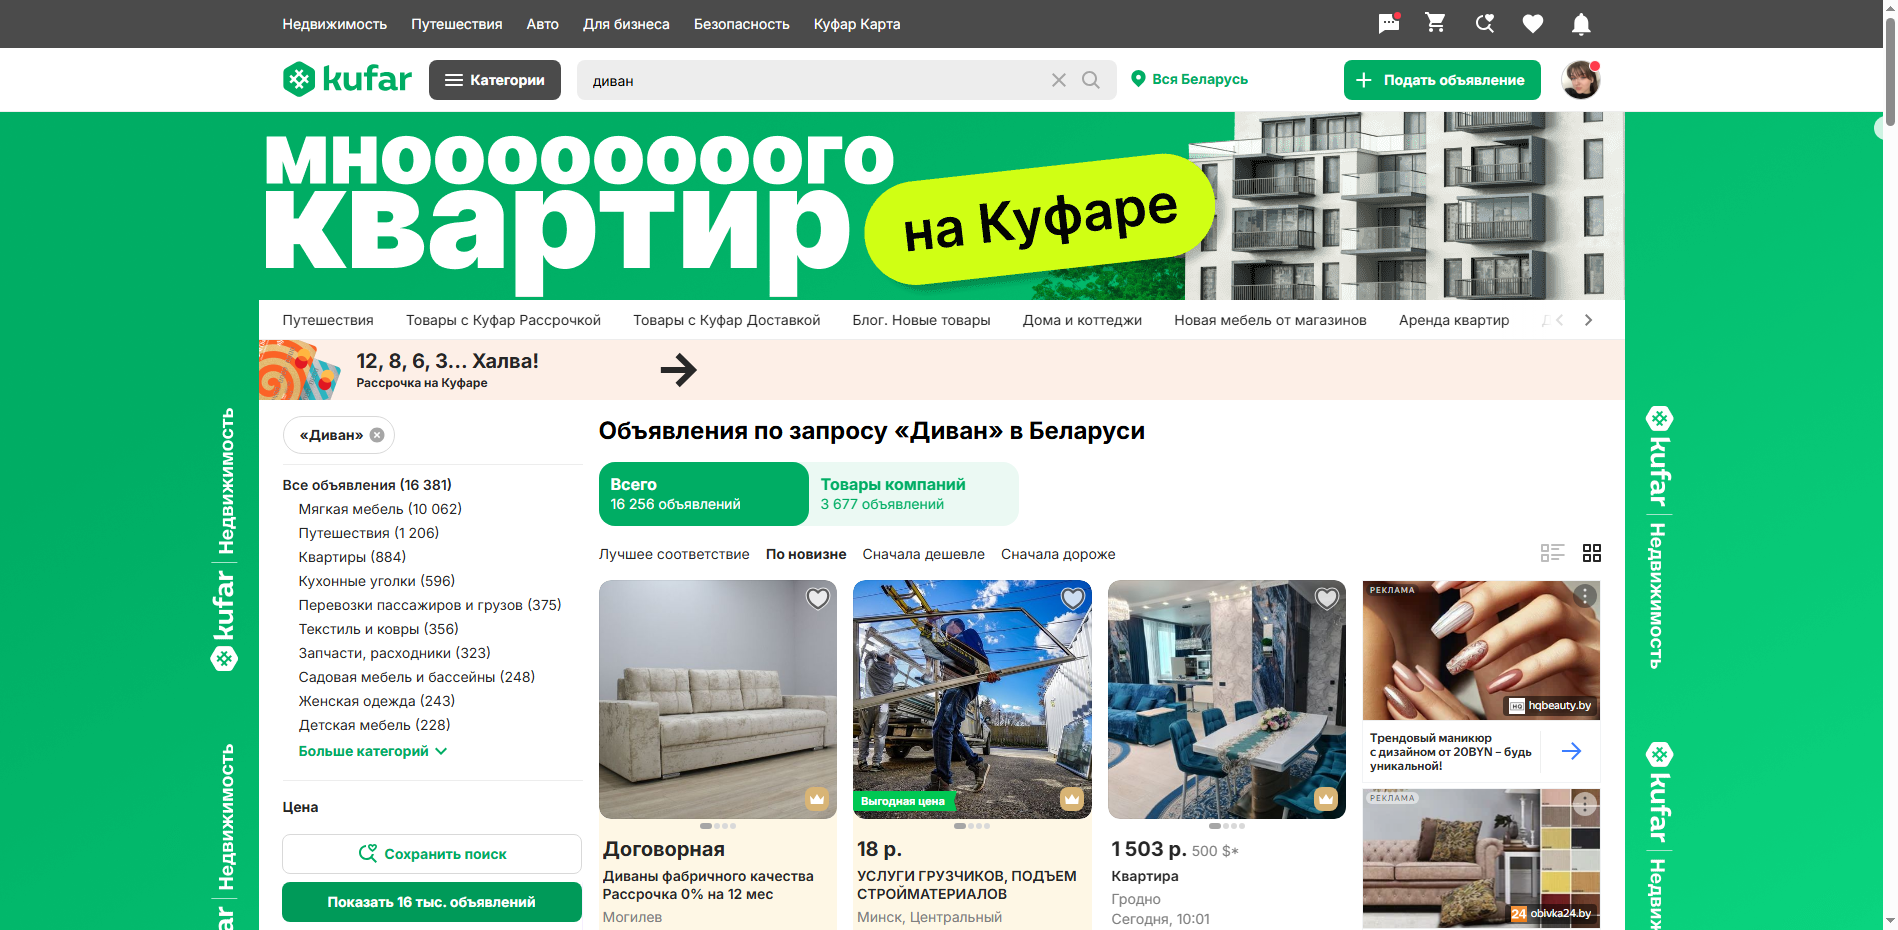 Недвижимость
Путешествия
Авто
Для бизнеса
Безопасность
Куфар Карта
kufar
Категории
диван
Вся Беларусь
Подать объявление
мнооооооооого
квартир
на Куфаре
Путешествия
Товары с Куфар Рассрочкой
Товары с Куфар Доставкой
Блог. Новые товары
Дома и коттеджи
Новая мебель от магазинов
Аренда квартир
12, 8, 6, 3... Халва!
Рассрочка на Куфаре
«Диван»
Все объявления (16 381)
Мягкая мебель (10 062)
Путешествия (1 206)
Квартиры (884)
Кухонные уголки (596)
Перевозки пассажиров и грузов (375)
Текстиль и ковры (356)
Запчасти, расходники (323)
Садовая мебель и бассейны (248)
Женская одежда (243)
Детская мебель (228)
Больше категорий
Цена
Сохранить поиск
Показать 16 тыс. объявлений
Объявления по запросу «Диван» в Беларуси
Всего
16 256 объявлений
Товары компаний
3 677 объявлений
Лучшее соответствие
По новизне
Сначала дешевле
Сначала дороже
Договорная
Диваны фабричного качества
Рассрочка 0% на 12 мес
Могилев
Выгодная цена
18 р.
УСЛУГИ ГРУЗЧИКОВ, ПОДЪЕМ
СТРОЙМАТЕРИАЛОВ
Минск, Центральный
1 503 р. 500 $*
Квартира
Гродно
Сегодня, 10:01
РЕКЛАМА
HQ hqbeauty.by
Трендовый маникюр
с дизайном от 20BYN – будь
уникальной!
РЕКЛАМА
24 obivka24.by
kufar | Недвижимость
Недвижимость
kufar | Недвижимость
kufar